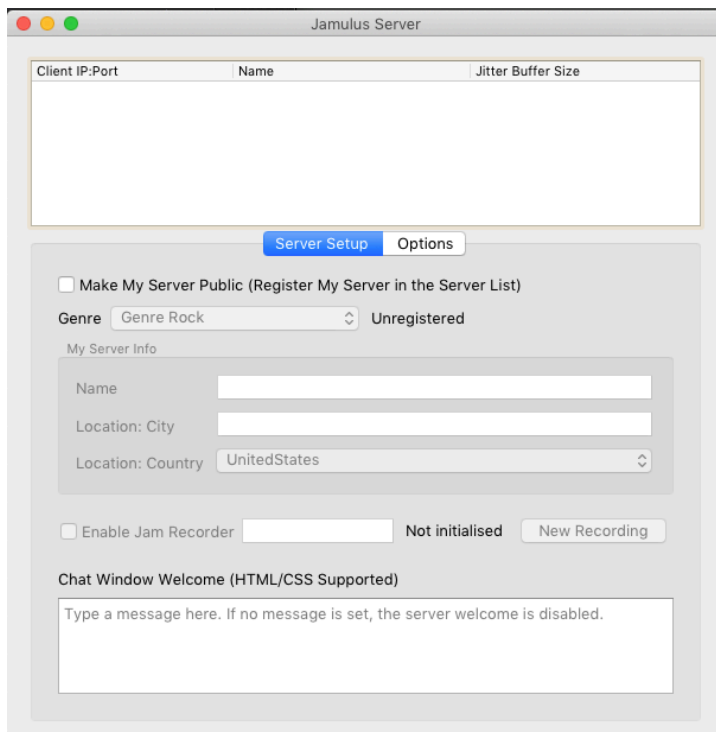 Jamulus Server
Client IP:Port Name Jitter Buffer Size
Server Setup Options
Make My Server Public (Register My Server in the Server List)
Genre Genre Rock Unregistered
My Server Info
Name
Location: City
Location: Country UnitedStates
Enable Jam Recorder Not initialised New Recording
Chat Window Welcome (HTML/CSS Supported)
Type a message here. If no message is set, the server welcome is disabled.